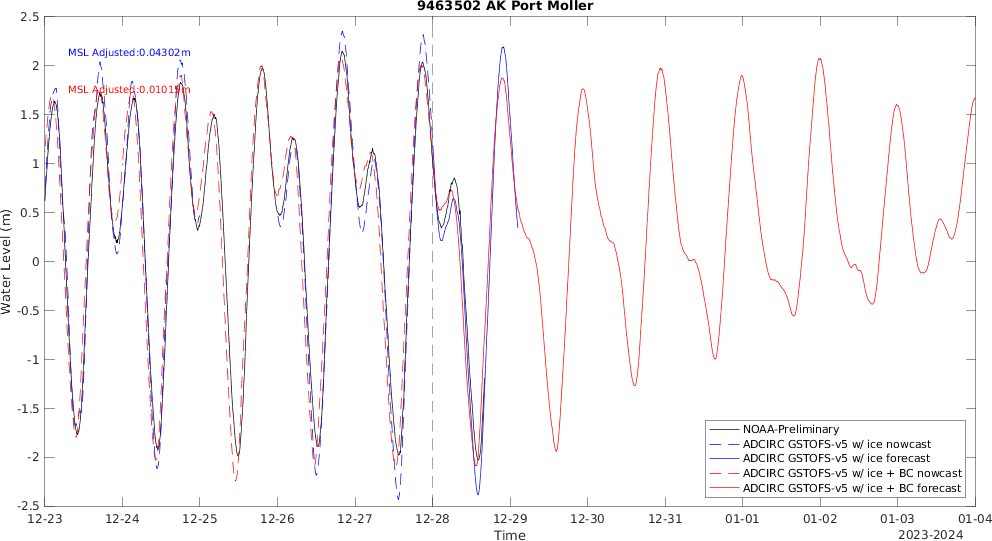 9463502 AK Port Moller
2.5
2
1.5
1
0.5
0
-0.5
-1
-1.5
-2
-2.5
Water Level (m)
MSL Adjusted:0.04302m
MSL Adjusted:0.01019m
NOAA-Preliminary
ADCIRC GSTOFS-v5 w/ ice nowcast
ADCIRC GSTOFS-v5 w/ ice forecast
ADCIRC GSTOFS-v5 w/ ice + BC nowcast
ADCIRC GSTOFS-v5 w/ ice + BC forecast
12-23 12-24 12-25 12-26 12-27 12-28 12-29 12-30 12-31 01-01 01-02 01-03 01-04
Time
2023-2024